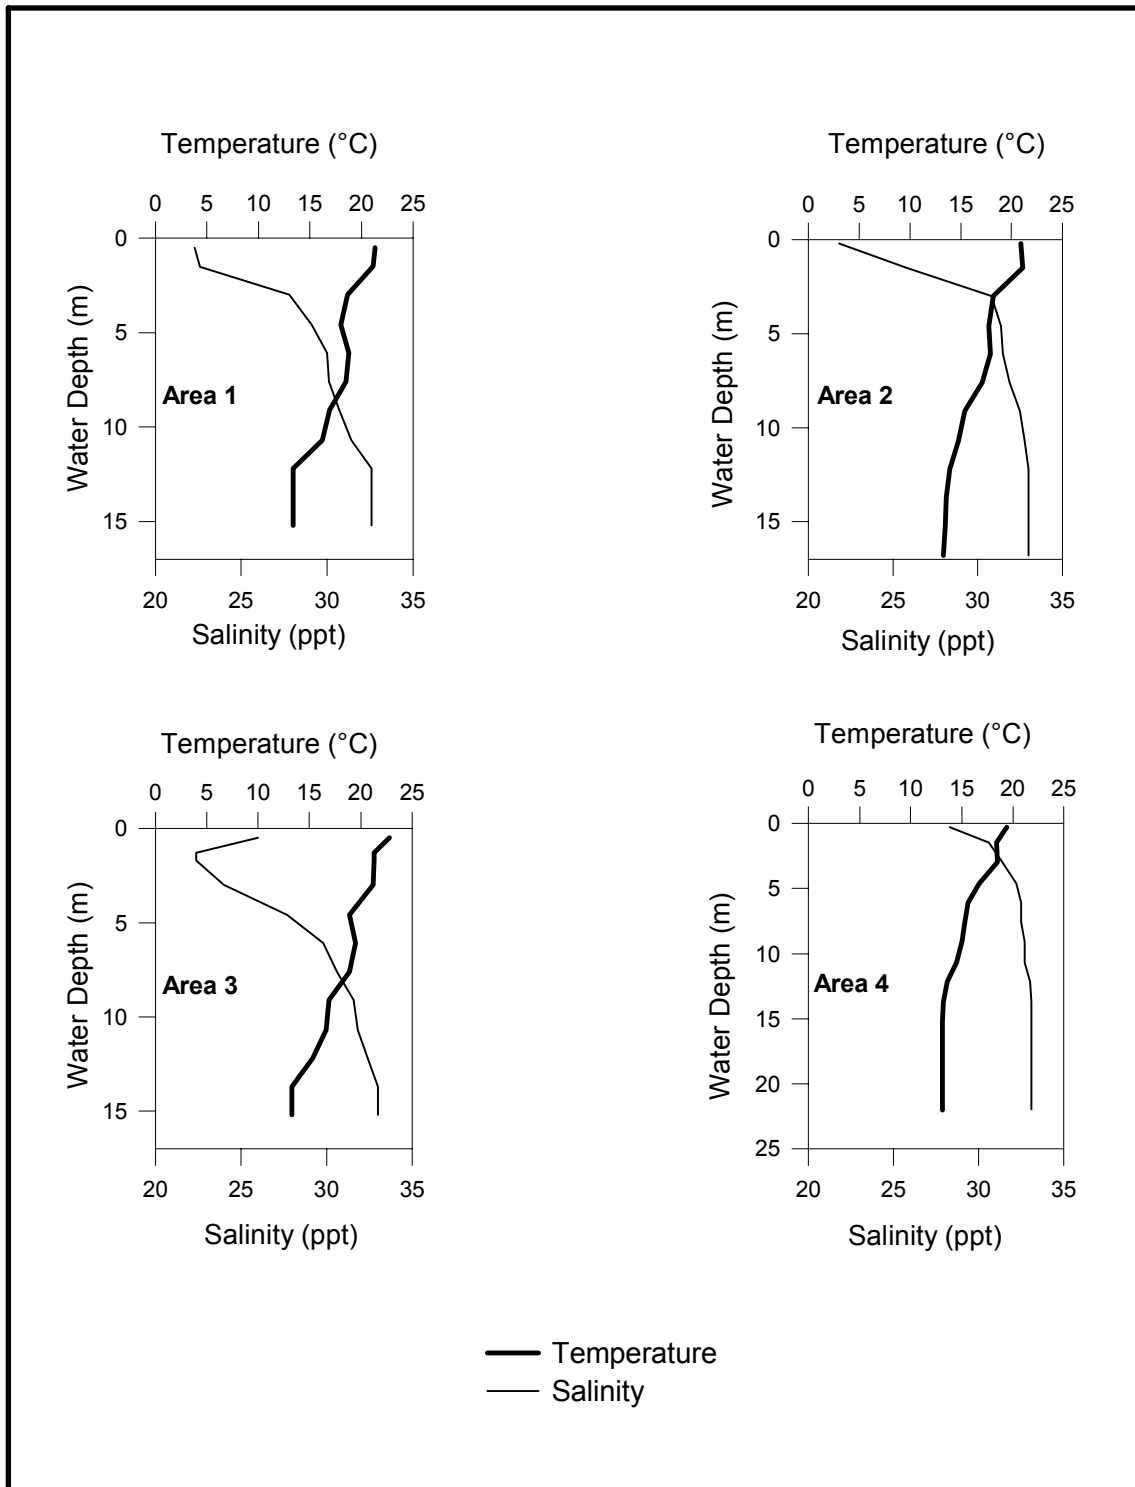 Temperature (°C)
0 5 10 15 20 25
0
5
10
15
Water Depth (m)
Area 1
20 25 30 35
Salinity (ppt)
Temperature (°C)
0 5 10 15 20 25
0
5
10
15
Water Depth (m)
Area 2
20 25 30 35
Salinity (ppt)
Temperature (°C)
0 5 10 15 20 25
0
5
10
15
Water Depth (m)
Area 3
20 25 30 35
Salinity (ppt)
Temperature (°C)
0 5 10 15 20 25
0
5
10
15
20
25
Water Depth (m)
Area 4
20 25 30 35
Salinity (ppt)
Temperature
Salinity